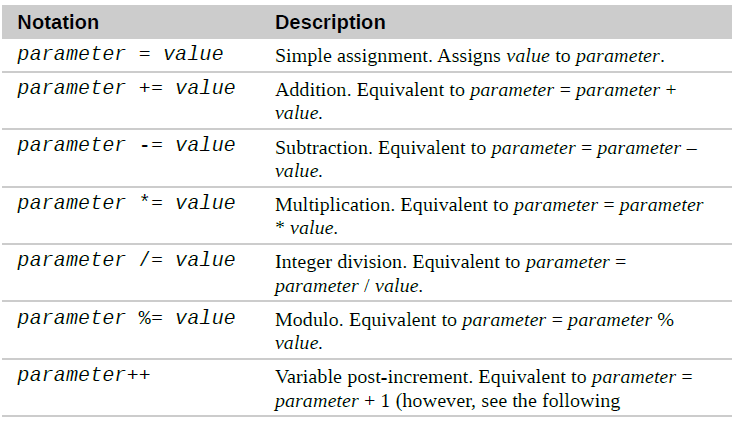 Notation Description
parameter = value Simple assignment. Assigns value to parameter.
parameter += value Addition. Equivalent to parameter = parameter +
value.
parameter -= value Subtraction. Equivalent to parameter = parameter –
value.
parameter *= value Multiplication. Equivalent to parameter = parameter
* value.
parameter /= value Integer division. Equivalent to parameter =
parameter / value.
parameter %= value Modulo. Equivalent to parameter = parameter %
value.
parameter++ Variable post-increment. Equivalent to parameter =
parameter + 1 (however, see the following